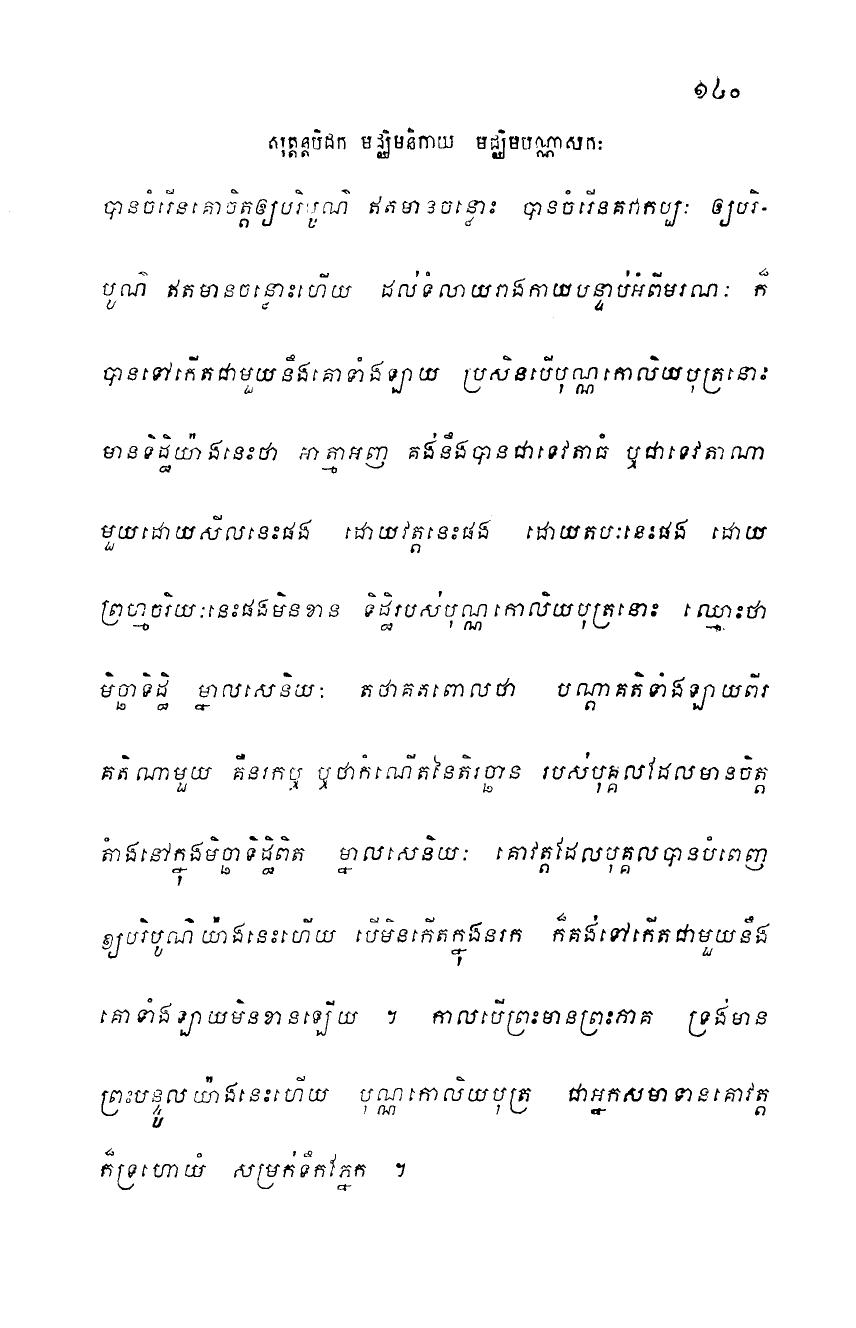 ១៤០
សុត្តន្តបិដក មជ្ឈិមនិកាយ មជ្ឈិមបណ្ណាសកៈ
បានចំរើនគោចិត្តឲ្យបរិបូណ៌ ឥតមានចន្លោះ បានចំរើនគវាកប្បៈ ឲ្យបរិ-
បូណ៌ ឥតមានចន្លោះហើយ ដល់ទំលាយរាងកាយបន្ទាប់អំពីមរណៈ ក៏
បានទៅកើតជាមួយនឹងគោទាំងឡាយ ប្រសិនបើបុណ្ណកោលិយបុត្រនោះ
មានទិដ្ឋិយ៉ាងនេះថា អាត្មាអញ គង់នឹងបានជាទេវតាធំ ឬជាទេវតាណា
មួយដោយសីលនេះផង ដោយវត្តនេះផង ដោយតបៈនេះផង ដោយ
ព្រហ្មចរិយៈនេះផងមិនខាន ទិដ្ឋិរបស់បុណ្ណកោលិយបុត្រនោះ ឈ្មោះថា
មិច្ឆាទិដ្ឋិ ម្នាលសេនិយៈ តថាគតពោលថា បណ្តាគតិទាំងឡាយពីរ
គតិណាមួយ គឺនរកឬ ឬថាកំណើតនៃតិរច្ឆាន របស់បុគ្គលដែលមានចិត្ត
តំាងនៅក្នុងមិច្ឆាទិដ្ឋិពិត ម្នាលសេនិយៈ គោវត្តដែលបុគ្គលបានបំពេញ
ឲ្យបរិបូណ៌យ៉ាងនេះហើយ បើមិនកើតក្នុងនរក ក៏គង់ទៅកើតជាមួយនឹង
គោទាំងឡាយមិនខានឡើយ ។ កាលបើព្រះមានព្រះភាគ ទ្រង់មាន
ព្រះបន្ទូលយ៉ាងនេះហើយ បុណ្ណកោលិយបុត្រ ជាអ្នកសមាទានគោវត្ត
ក៏ទ្រហោយំ សម្រក់ទឹកភ្នែក ។